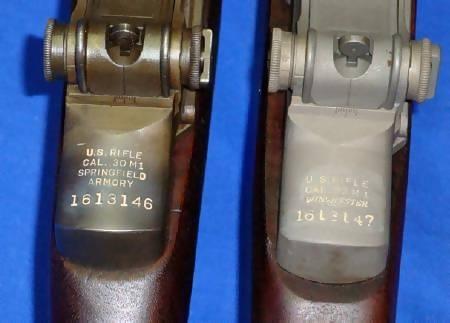 U.S. RIFLE
CAL. .30 M1
SPRINGFIELD
ARMORY
1613146
U.S. RIFLE
CAL. .30 M1
WINCHESTER
1613147